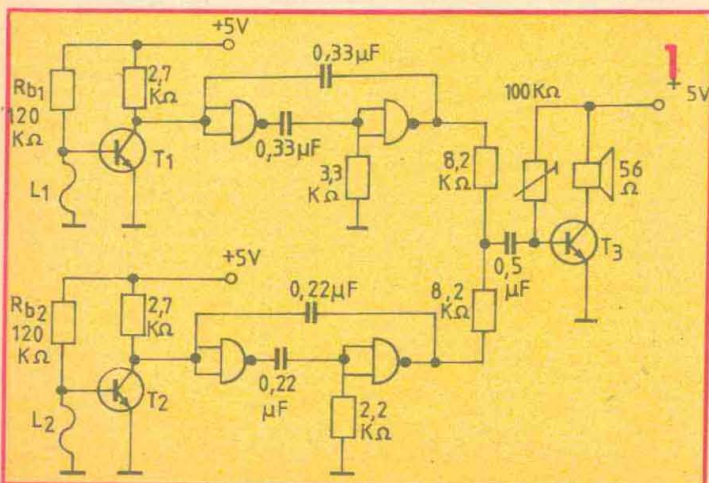 +5V
0,33µF
1
Rb1
120
KΩ
2,7
KΩ
T1
L1
0,33µF
3,3
KΩ
8,2
KΩ
100KΩ
+
5V
56
Ω
T3
0,5
µF
+5V
Rb2
120
KΩ
2,7
KΩ
T2
L2
0,22µF
0,22
µF
2,2
KΩ
8,2
KΩ